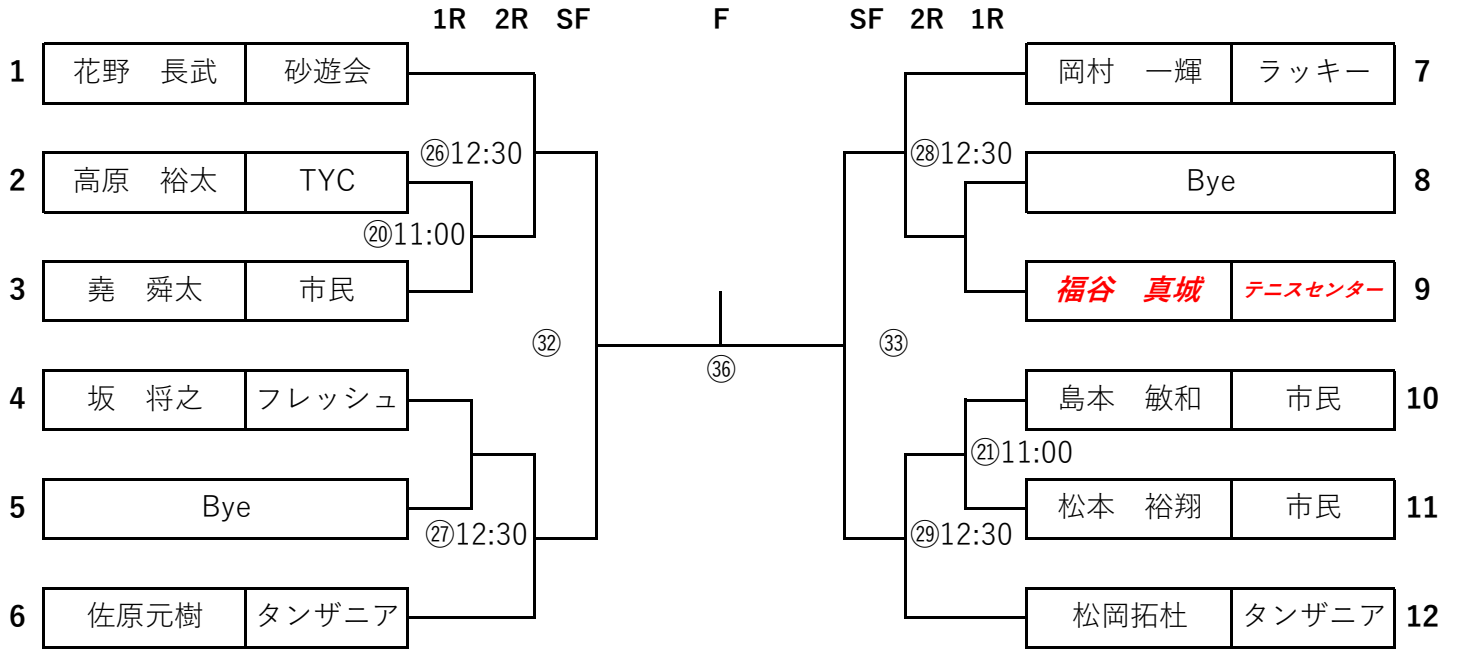 1R 2R SF F SF 2R 1R
1 花野　長武 砂遊会 岡村　一輝 ラッキー 7
㉖12:30 ㉘12:30
2 高原　裕太 TYC Bye 8
⑳11:00
3 堯　舜太 市民 福谷　真城 テニスセンター 9
㉜ ㉝
㊱
4 坂　将之 フレッシュ 島本　敏和 市民 10
㉑11:00
5 Bye 松本　裕翔 市民 11
㉗12:30 ㉙12:30
6 佐原元樹 タンザニア 松岡拓杜 タンザニア 12